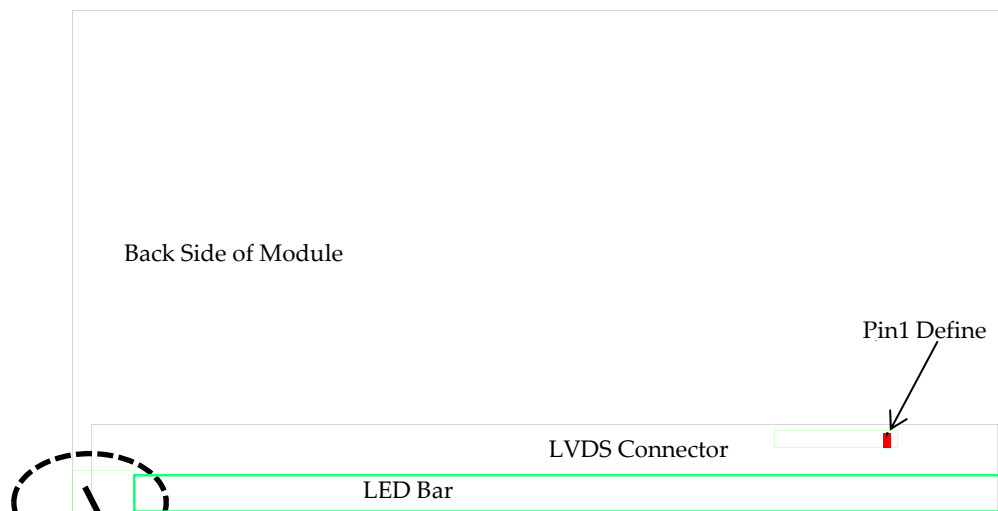 Back Side of Module
Pin1 Define
LVDS Connector
LED Bar